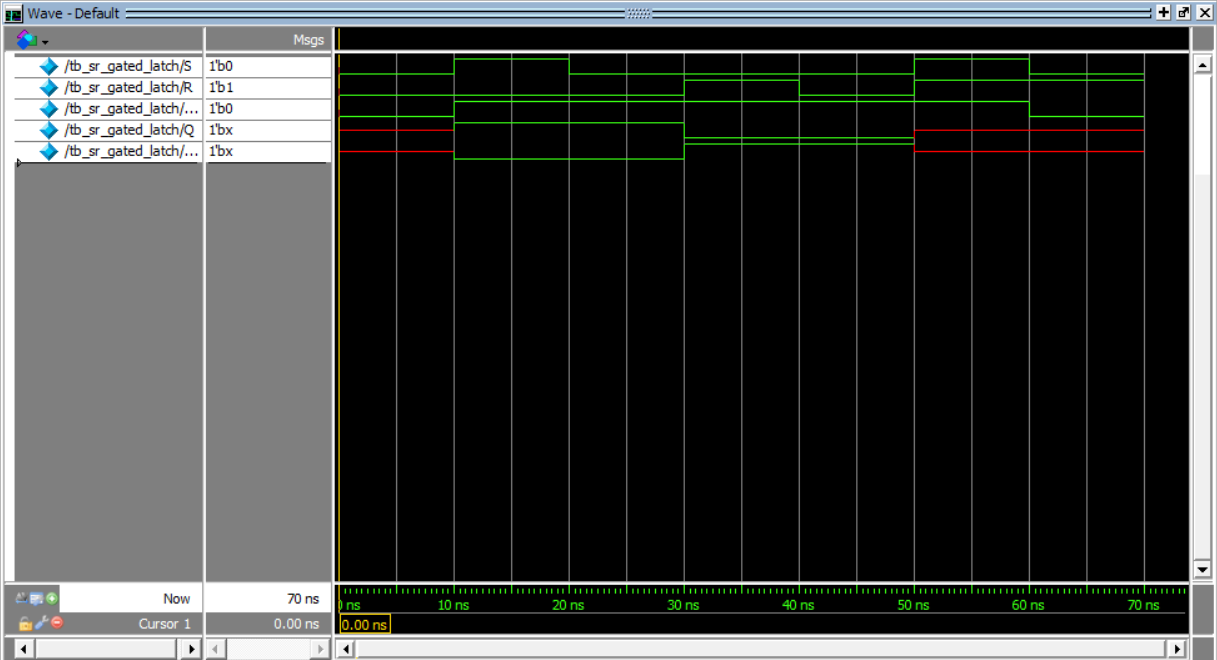 Wave - Default
Msgs
/tb_sr_gated_latch/S 1'b0
/tb_sr_gated_latch/R 1'b1
/tb_sr_gated_latch/... 1'b0
/tb_sr_gated_latch/Q 1'bx
/tb_sr_gated_latch/... 1'bx
Now 70 ns
0 ns 10 ns 20 ns 30 ns 40 ns 50 ns 60 ns 70 ns
Cursor 1 0.00 ns 0.00 ns